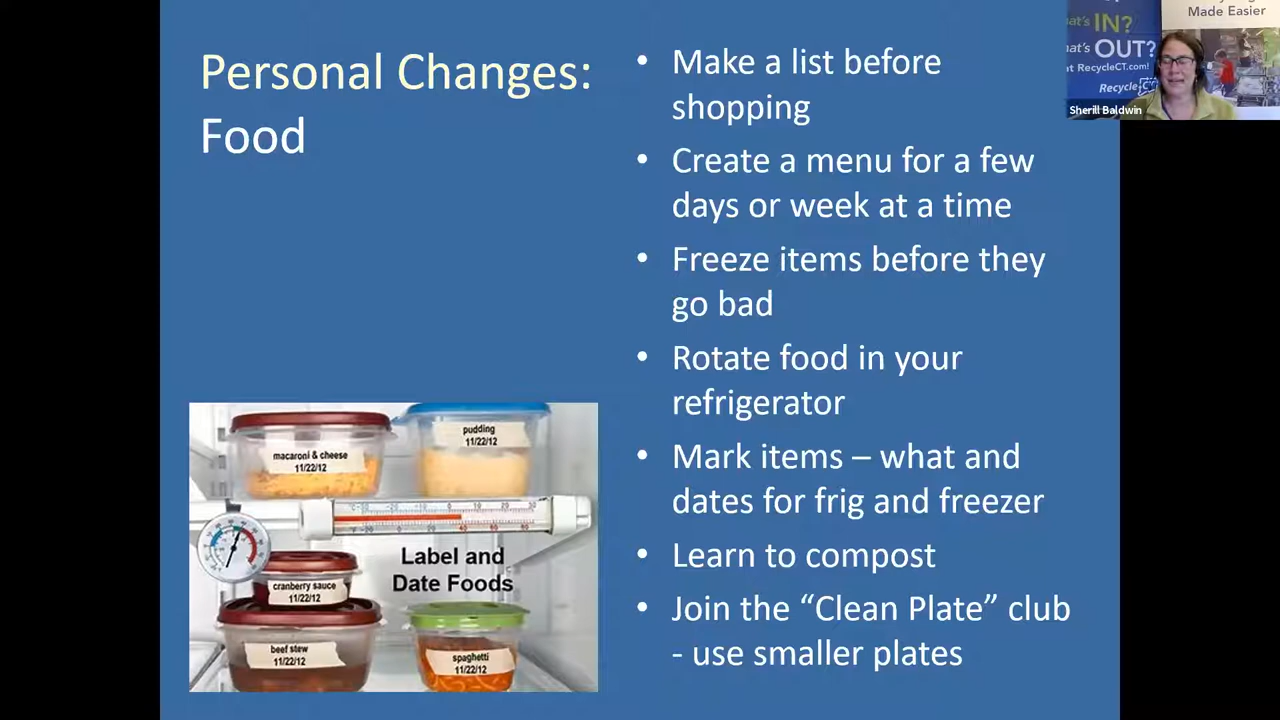 Personal Changes:
Food
• Make a list before
shopping
• Create a menu for a few
days or week at a time
• Freeze items before they
go bad
• Rotate food in your
refrigerator
• Mark items – what and
dates for frig and freezer
• Learn to compost
• Join the “Clean Plate” club
- use smaller plates
macaroni & cheese
11/22/12
pudding
11/22/12
Label and
Date Foods
cranberry sauce
11/22/12
beef stew
11/22/12
spaghetti
11/22/12
IN?
OUT?
at RecycleCT.com!
RecycleCT
Made Easier
Sherill Baldwin